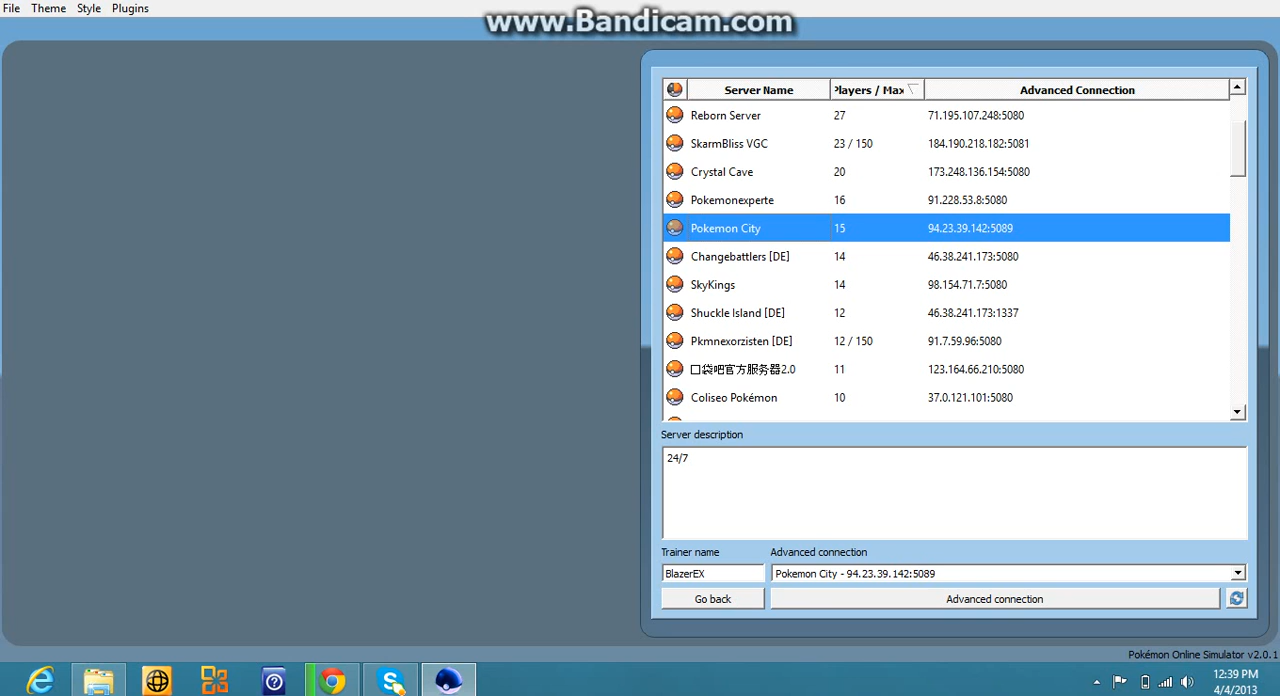 File Theme Style Plugins
www.Bandicam.com
Server Name Players / Max Advanced Connection
Reborn Server 27 71.195.107.248:5080
SkarmBliss VGC 23 / 150 184.190.218.182:5081
Crystal Cave 20 173.248.136.154:5080
Pokemonexperte 16 91.228.53.8:5080
Pokemon City 15 94.23.39.142:5089
Changebattlers [DE] 14 46.38.241.173:5080
SkyKings 14 98.154.71.7:5080
Shuckle Island [DE] 12 46.38.241.173:1337
Pkmnexorzisten [DE] 12 / 150 91.7.59.96:5080
口袋吧官方服务器2.0 11 123.164.66.210:5080
Coliseo Pokémon 10 37.0.121.101:5080
Server description
24/7
Trainer name Advanced connection
BlazerEX Pokemon City - 94.23.39.142:5089
Go back Advanced connection
Pokémon Online Simulator v2.0.1
12:39 PM
4/4/2013